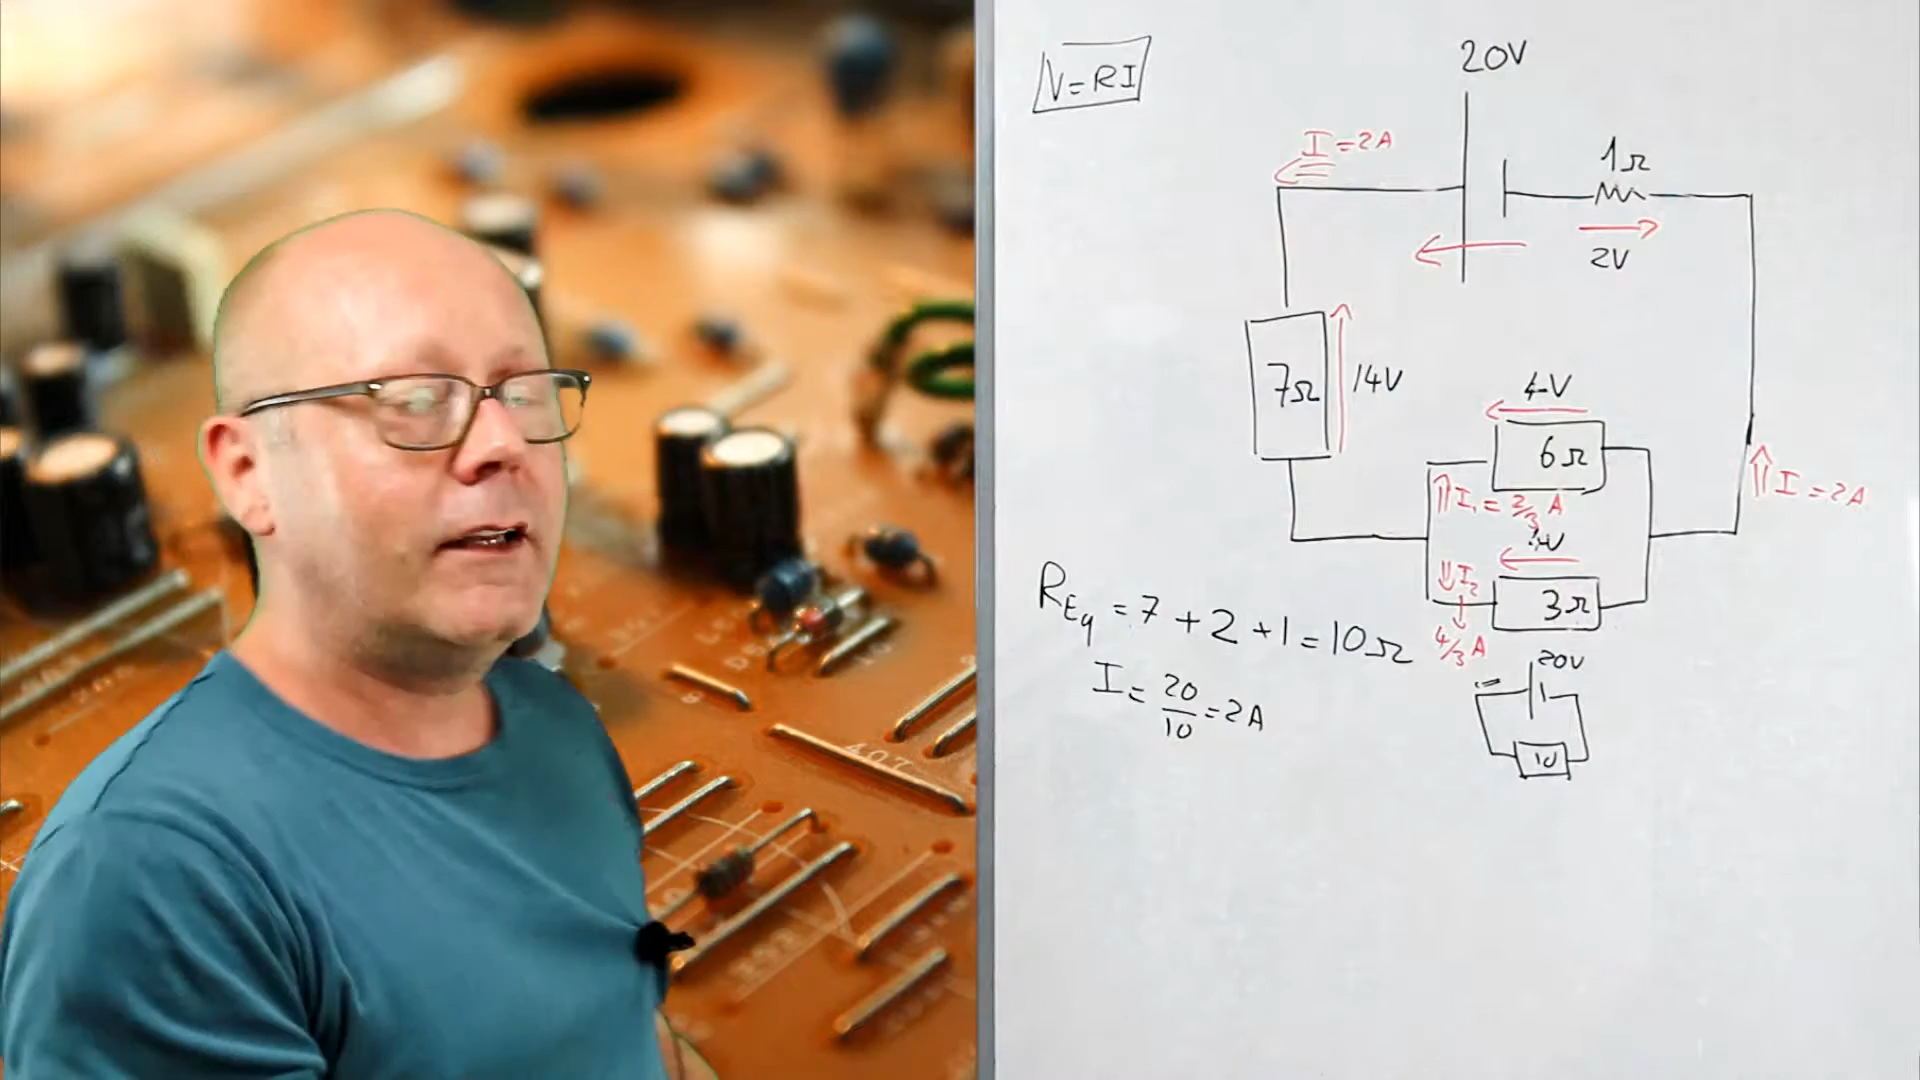 V=RI
20V
I=2A
1Ω
2V
7Ω
14V
4V
6Ω
I₁=2/3 A
I=2A
4V
I₂
3Ω
4/3 A
R_Eq = 7 + 2 + 1 = 10Ω
I = 20/10 = 2A
20V
10
407